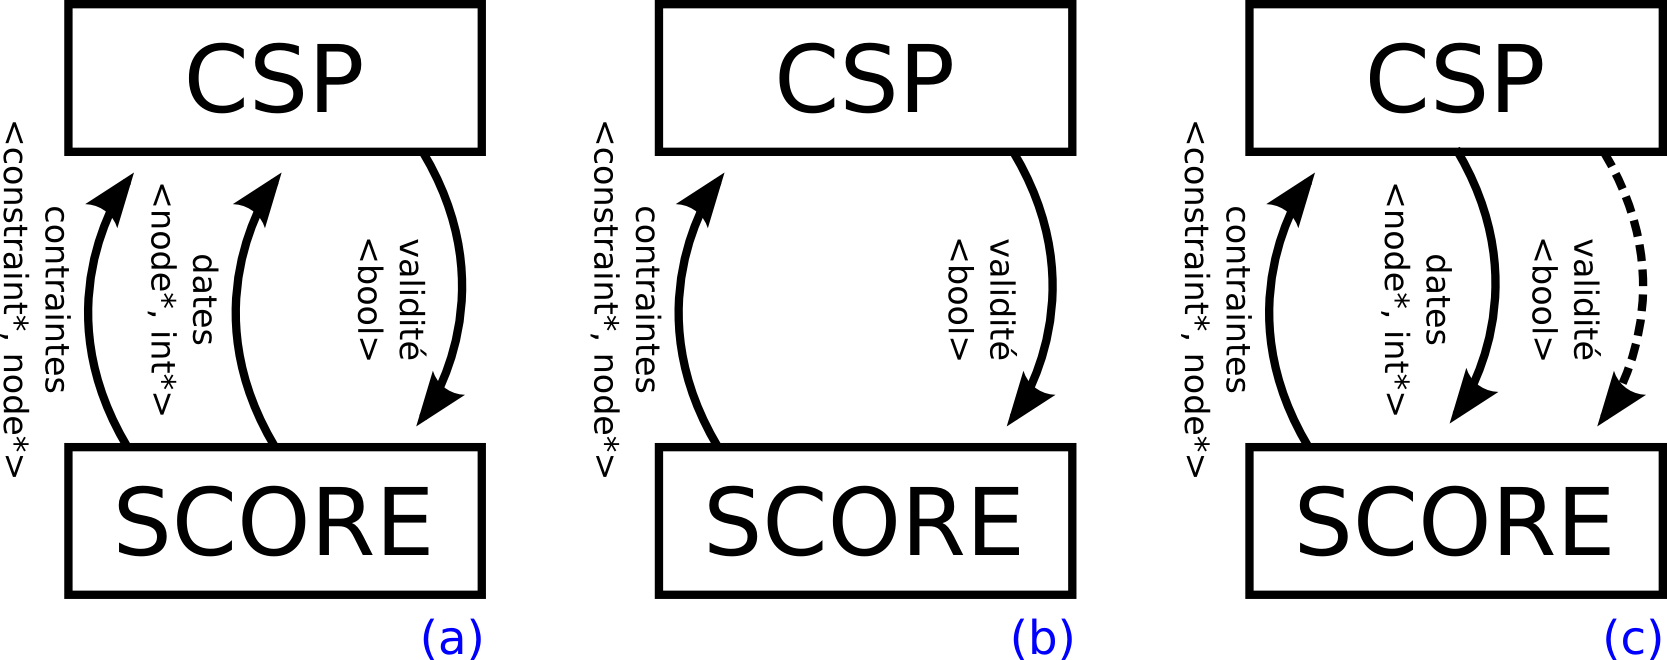 CSP
contraintes
<constraint*, node*>
dates
<node*, int*>
validité
<bool>
SCORE
(a)
CSP
contraintes
<constraint*, node*>
validité
<bool>
SCORE
(b)
CSP
contraintes
<constraint*, node*>
dates
<node*, int*>
validité
<bool>
SCORE
(c)